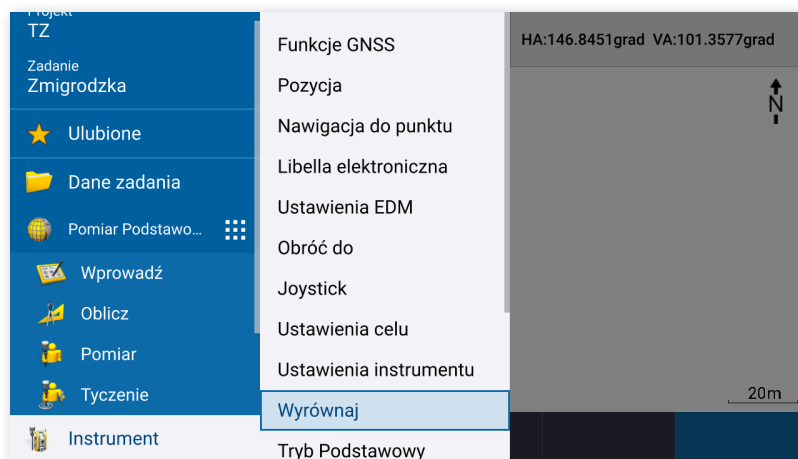 Projekt
TZ
Zadanie
Zmigrodzka
Ulubione
Dane zadania
Pomiar Podstawo...
Wprowadź
Oblicz
Pomiar
Tyczenie
Instrument
Funkcje GNSS
Pozycja
Nawigacja do punktu
Libella elektroniczna
Ustawienia EDM
Obróć do
Joystick
Ustawienia celu
Ustawienia instrumentu
Wyrównaj
Tryb Podstawowy
HA:146.8451grad VA:101.3577grad
N
20m